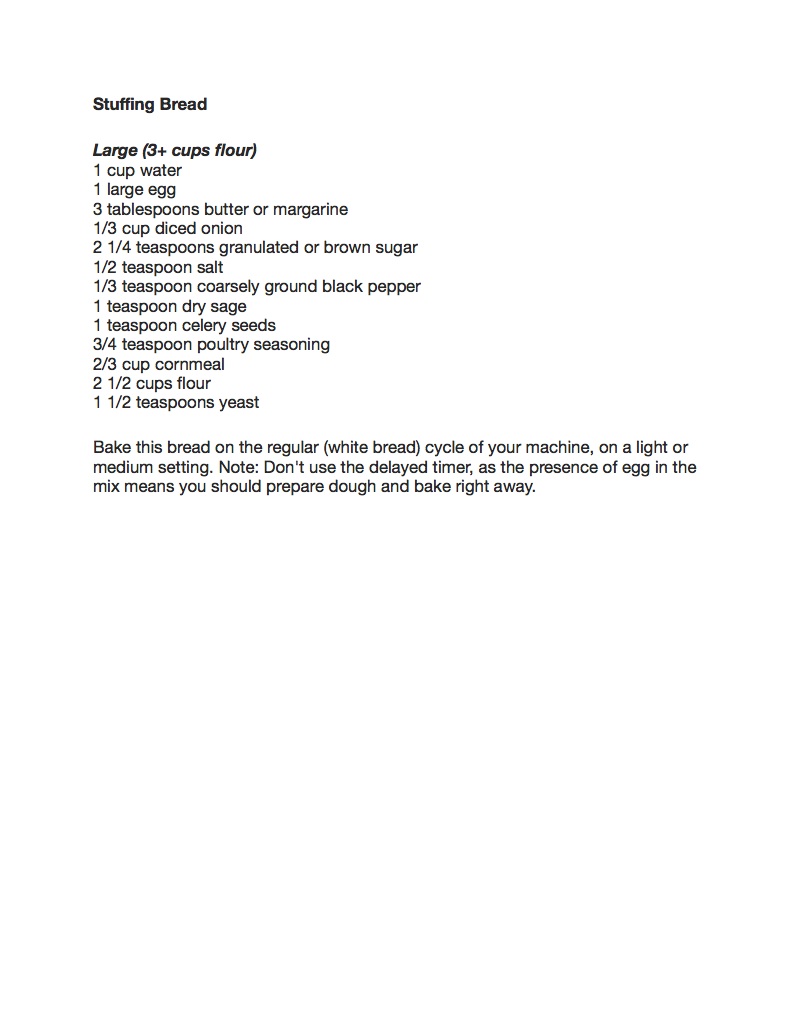 Stuffing Bread
Large (3+ cups flour)
1 cup water
1 large egg
3 tablespoons butter or margarine
1/3 cup diced onion
2 1/4 teaspoons granulated or brown sugar
1/2 teaspoon salt
1/3 teaspoon coarsely ground black pepper
1 teaspoon dry sage
1 teaspoon celery seeds
3/4 teaspoon poultry seasoning
2/3 cup cornmeal
2 1/2 cups flour
1 1/2 teaspoons yeast
Bake this bread on the regular (white bread) cycle of your machine, on a light or
medium setting. Note: Don't use the delayed timer, as the presence of egg in the
mix means you should prepare dough and bake right away.